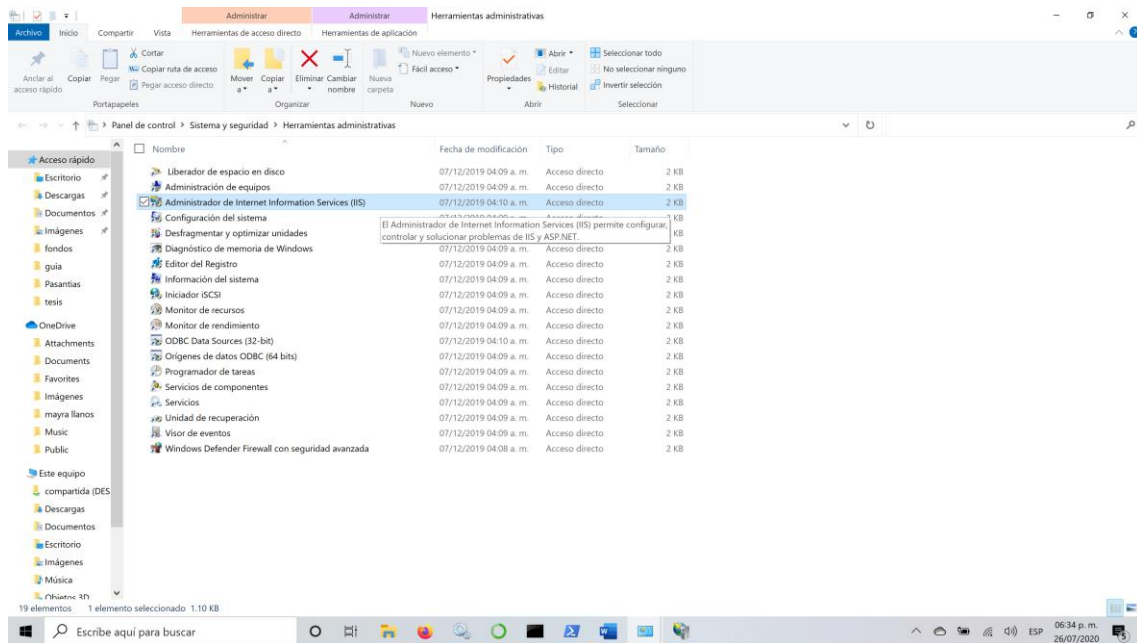 Administrar Administrar Herramientas administrativas
Archivo Inicio Compartir Vista Herramientas de acceso directo Herramientas de aplicación
Anclar al acceso rápido
Copiar
Pegar
Cortar
Copiar ruta de acceso
Pegar acceso directo
Portapapeles
Mover a
Copiar a
Eliminar
Cambiar nombre
Organizar
Nueva carpeta
Nuevo elemento
Fácil acceso
Nuevo
Propiedades
Abrir
Editar
Historial
Abrir
Seleccionar todo
No seleccionar ninguno
Invertir selección
Seleccionar
Panel de control > Sistema y seguridad > Herramientas administrativas
Acceso rápido
Escritorio
Descargas
Documentos
Imágenes
fondos
guia
Pasantias
tesis
OneDrive
Attachments
Documents
Favorites
Imágenes
mayra llanos
Music
Public
Este equipo
compartida (DES
Descargas
Documentos
Escritorio
Imágenes
Música
Objetos 3D
Nombre Fecha de modificación Tipo Tamaño
Liberador de espacio en disco 07/12/2019 04:09 a. m. Acceso directo 2 KB
Administración de equipos 07/12/2019 04:09 a. m. Acceso directo 2 KB
Administrador de Internet Information Services (IIS) 07/12/2019 04:10 a. m. Acceso directo 2 KB
Configuración del sistema 07/12/2019 04:09 a. m. Acceso directo 2 KB
El Administrador de Internet Information Services (IIS) permite configurar,
controlar y solucionar problemas de IIS y ASP.NET.
Desfragmentar y optimizar unidades KB
Diagnóstico de memoria de Windows 07/12/2019 04:09 a. m. Acceso directo 2 KB
Editor del Registro 07/12/2019 04:09 a. m. Acceso directo 2 KB
Información del sistema 07/12/2019 04:09 a. m. Acceso directo 2 KB
Iniciador iSCSI 07/12/2019 04:09 a. m. Acceso directo 2 KB
Monitor de recursos 07/12/2019 04:09 a. m. Acceso directo 2 KB
Monitor de rendimiento 07/12/2019 04:09 a. m. Acceso directo 2 KB
ODBC Data Sources (32-bit) 07/12/2019 04:10 a. m. Acceso directo 2 KB
Orígenes de datos ODBC (64 bits) 07/12/2019 04:09 a. m. Acceso directo 2 KB
Programador de tareas 07/12/2019 04:09 a. m. Acceso directo 2 KB
Servicios de componentes 07/12/2019 04:09 a. m. Acceso directo 2 KB
Servicios 07/12/2019 04:09 a. m. Acceso directo 2 KB
Unidad de recuperación 07/12/2019 04:09 a. m. Acceso directo 2 KB
Visor de eventos 07/12/2019 04:09 a. m. Acceso directo 2 KB
Windows Defender Firewall con seguridad avanzada 07/12/2019 04:08 a. m. Acceso directo 2 KB
19 elementos 1 elemento seleccionado 1.10 KB
Escribe aquí para buscar
ESP
06:34 p. m.
26/07/2020